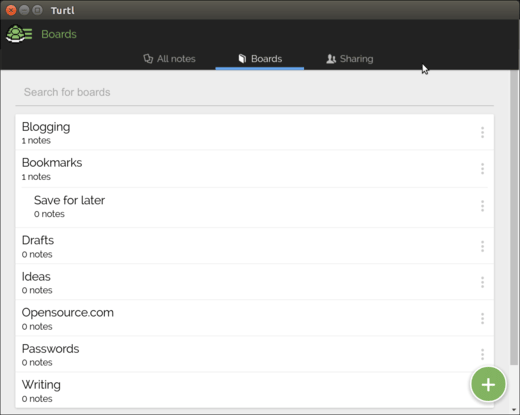 Turtl
Boards
All notes Boards Sharing
Search for boards
Blogging
1 notes
Bookmarks
1 notes
Save for later
0 notes
Drafts
0 notes
Ideas
0 notes
Opensource.com
0 notes
Passwords
0 notes
Writing
0 notes